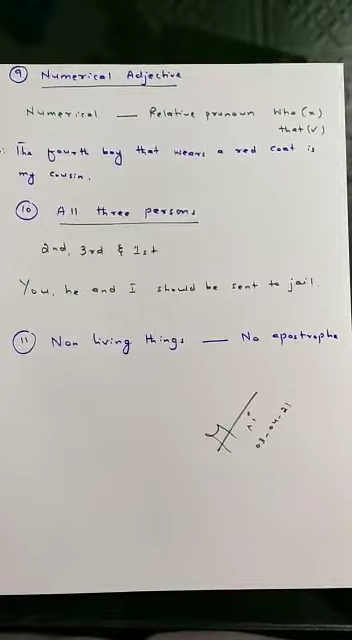 9 Numerical Adjective
Numerical — Relative pronoun Who (x)
that (✓)
: The fourth boy that wears a red coat is
my cousin.
10 All three persons
2nd, 3rd & 1st
You, he and I should be sent to jail.
11 Non living things — No apostrophe
03-04-21